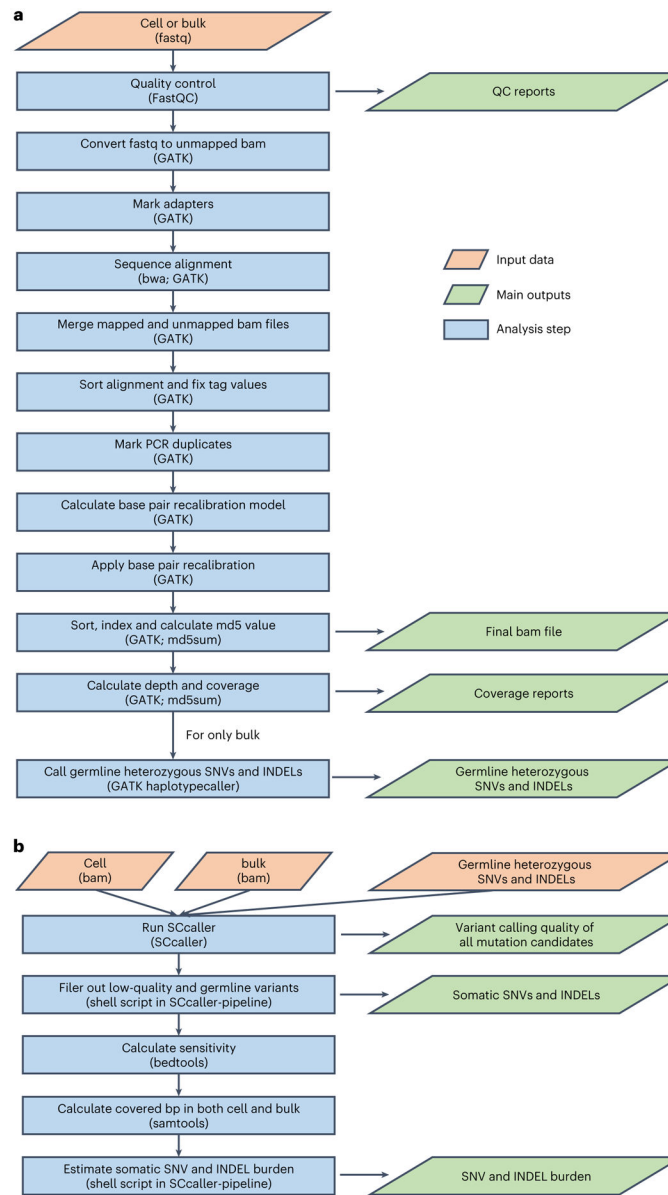 a
Cell or bulk
(fastq)
Quality control
(FastQC)
QC reports
Convert fastq to unmapped bam
(GATK)
Mark adapters
(GATK)
Sequence alignment
(bwa; GATK)
Input data
Main outputs
Analysis step
Merge mapped and unmapped bam files
(GATK)
Sort alignment and fix tag values
(GATK)
Mark PCR duplicates
(GATK)
Calculate base pair recalibration model
(GATK)
Apply base pair recalibration
(GATK)
Sort, index and calculate md5 value
(GATK; md5sum)
Final bam file
Calculate depth and coverage
(GATK; md5sum)
Coverage reports
For only bulk
Call germline heterozygous SNVs and INDELs
(GATK haplotypecaller)
Germline heterozygous
SNVs and INDELs
b
Cell
(bam)
bulk
(bam)
Germline heterozygous
SNVs and INDELs
Run SCcaller
(SCcaller)
Variant calling quality of
all mutation candidates
Filer out low-quality and germline variants
(shell script in SCcaller-pipeline)
Somatic SNVs and INDELs
Calculate sensitivity
(bedtools)
Calculate covered bp in both cell and bulk
(samtools)
Estimate somatic SNV and INDEL burden
(shell script in SCcaller-pipeline)
SNV and INDEL burden